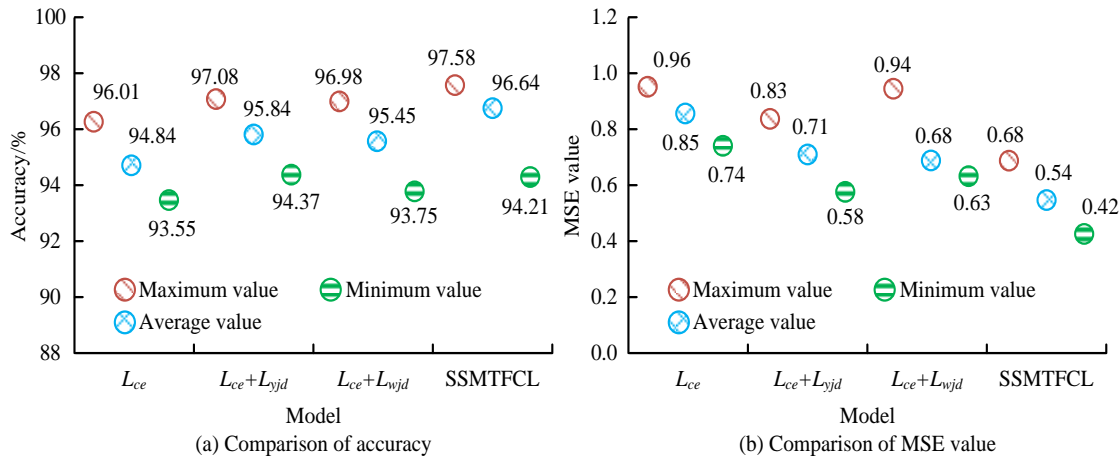 100
98
96
94
92
90
88
Accuracy/%
96.01
94.84
93.55
97.08
95.84
94.37
96.98
95.45
93.75
97.58
96.64
94.21
Maximum value
Minimum value
Average value
Lce
Lce+Lyjd
Lce+Lwjd
SSMTFCL
Model
(a) Comparison of accuracy
1.2
1.0
0.8
0.6
0.4
0.2
0.0
MSE value
0.96
0.85
0.74
0.83
0.71
0.58
0.94
0.68
0.63
0.68
0.54
0.42
Maximum value
Minimum value
Average value
Lce
Lce+Lyjd
Lce+Lwjd
SSMTFCL
Model
(b) Comparison of MSE value